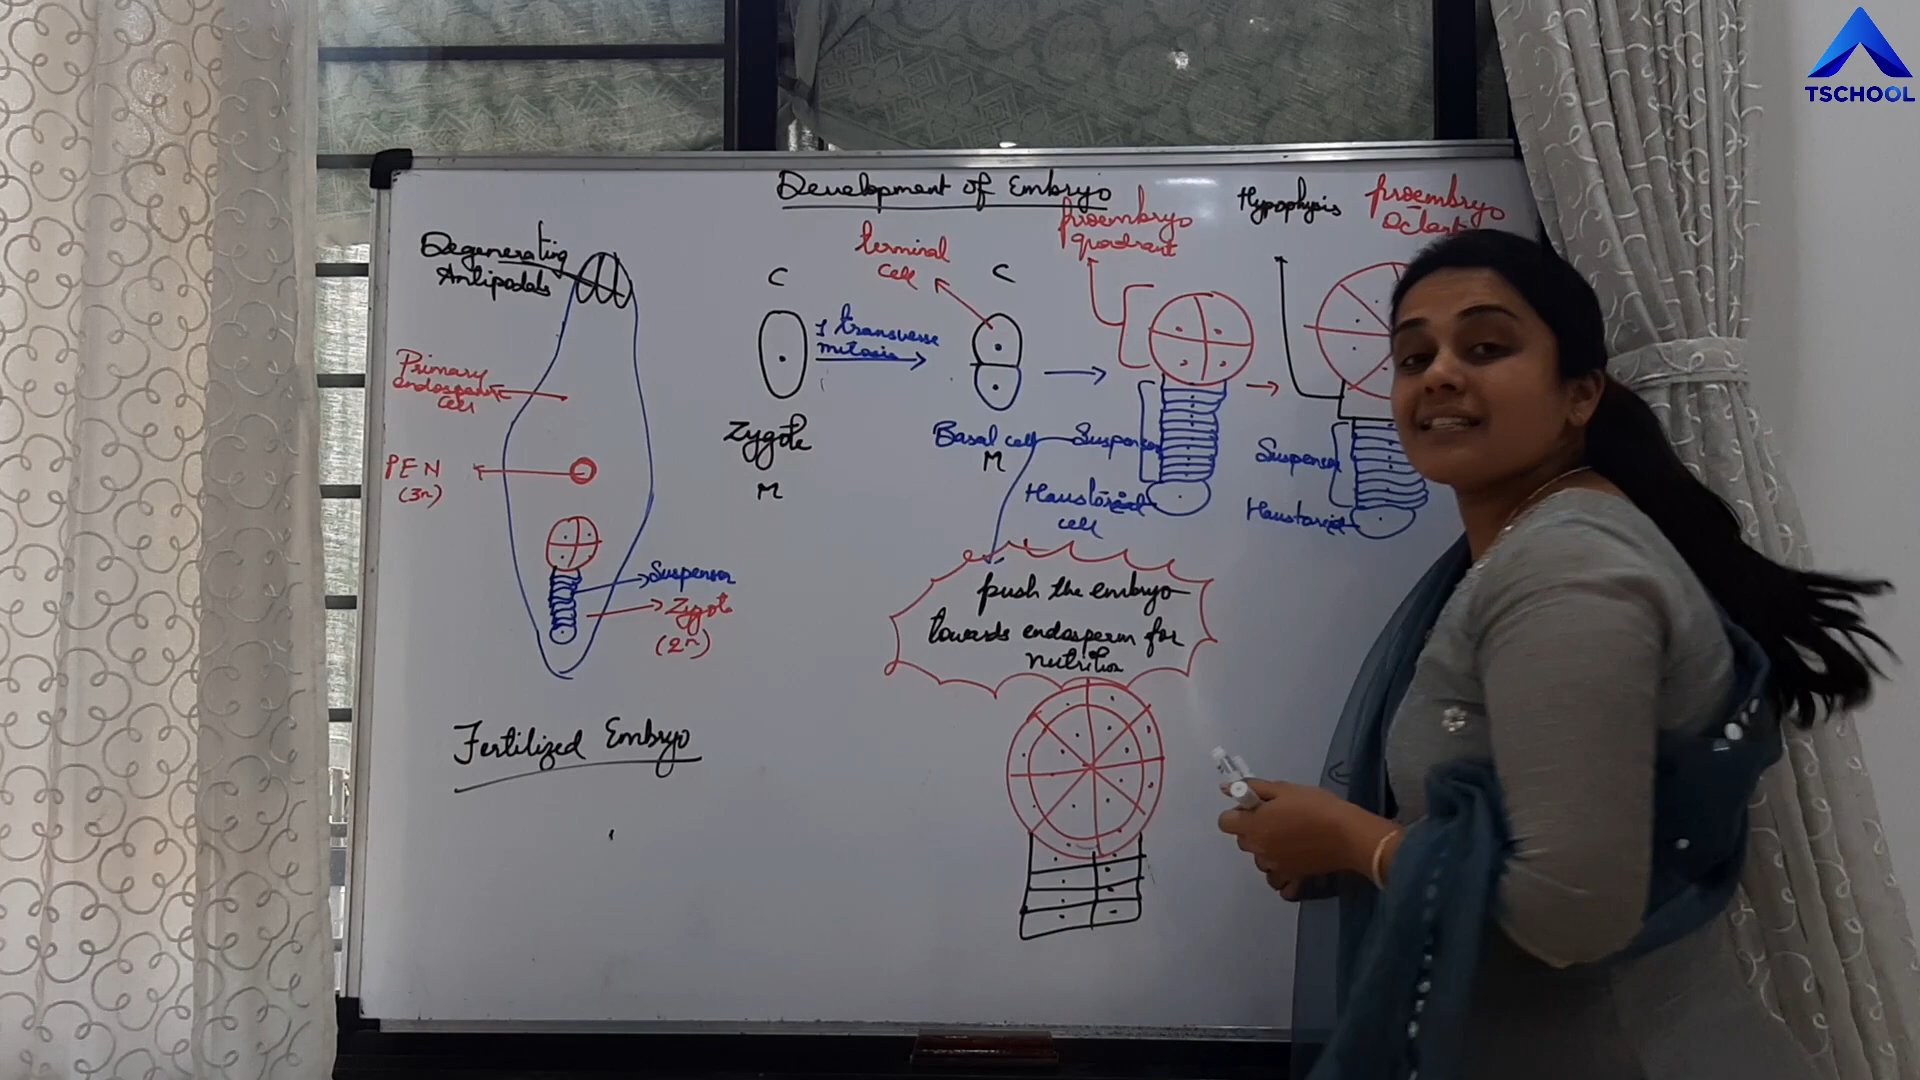 TSCHOOL
Development of Embryo
Degenerating
Antipodals
Primary
endosperm
cell
PEN
(3n)
Suspensor
Zygote
(2n)
Fertilized Embryo
C
Zygote
M
1 transverse
mitosis
terminal
cell
C
Basal cell
M
proembryo
quadrant
Suspensor
Haustorial
cell
Hypophysis
proembryo
Octant
Suspensor
Haustorial
push the embryo
towards endosperm for
nutrition